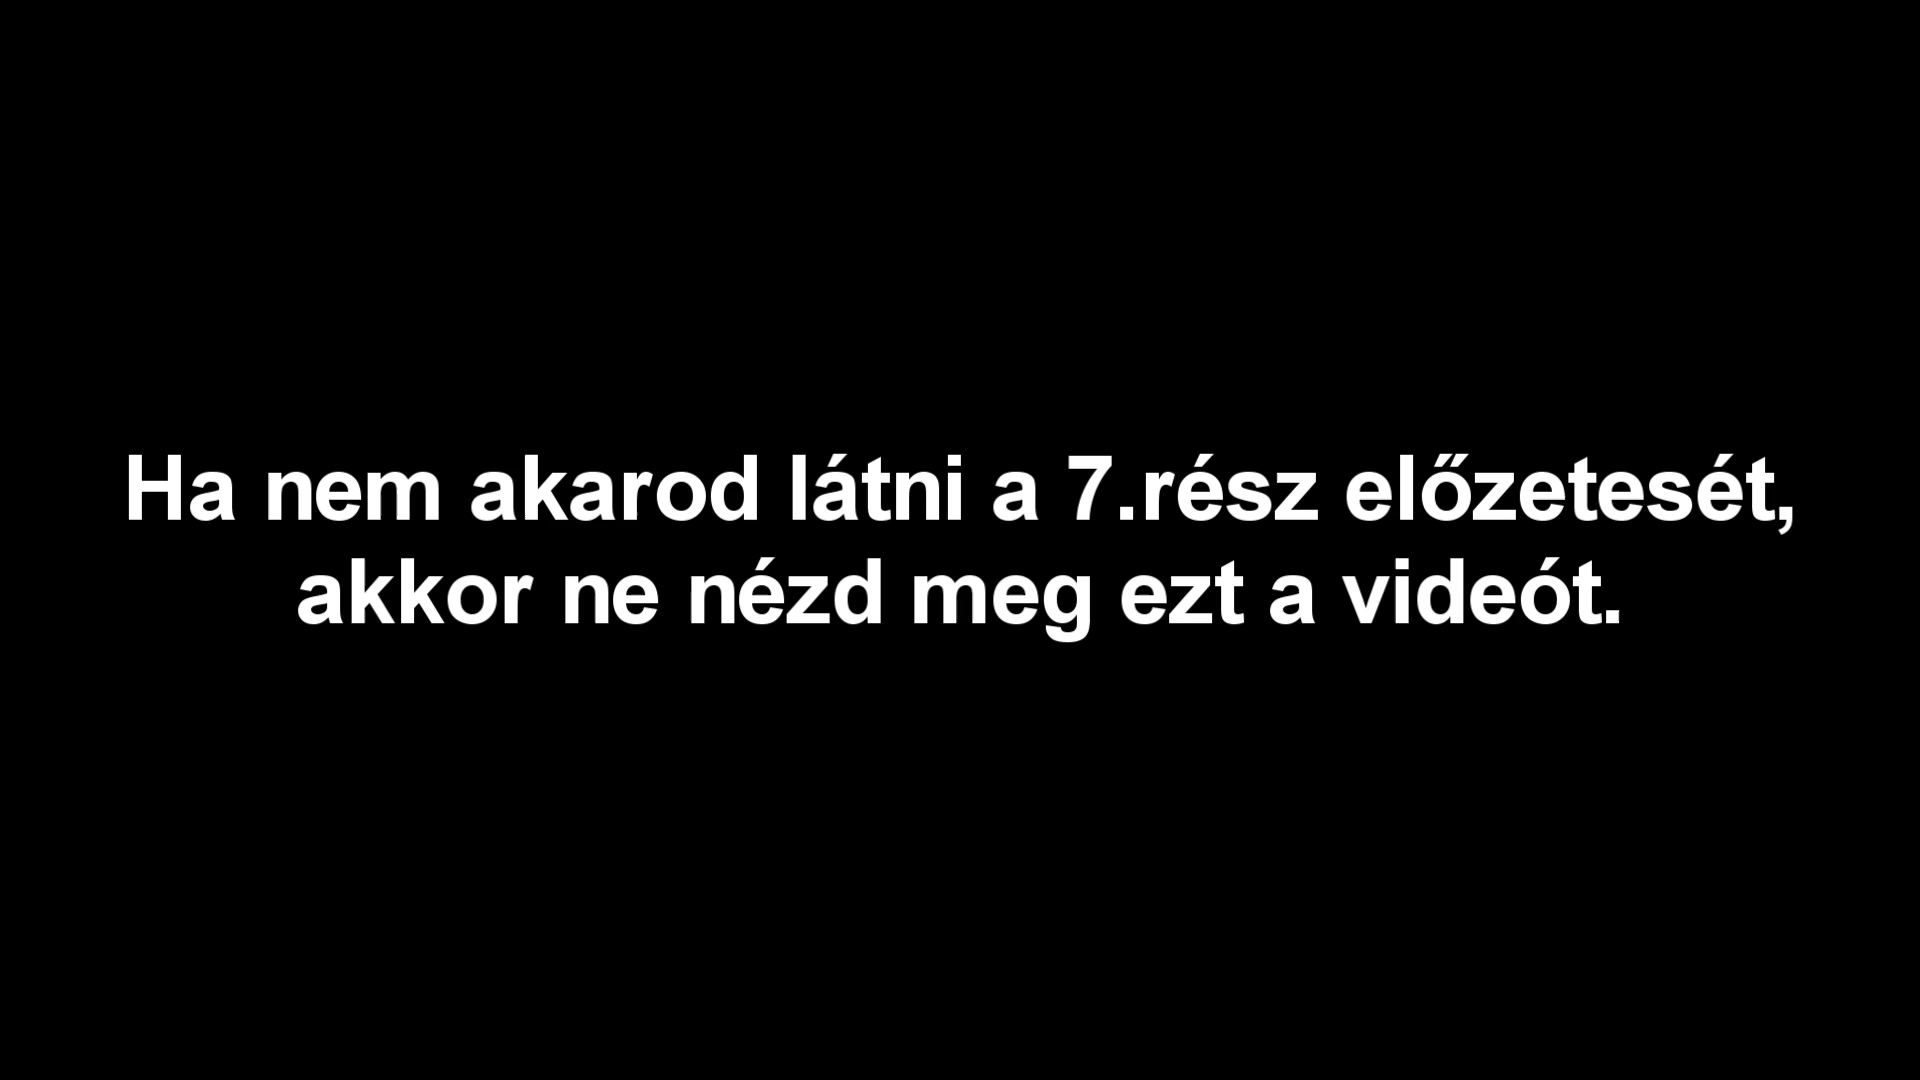 Ha nem akarod látni a 7.rész előzetesét,
akkor ne nézd meg ezt a videót.